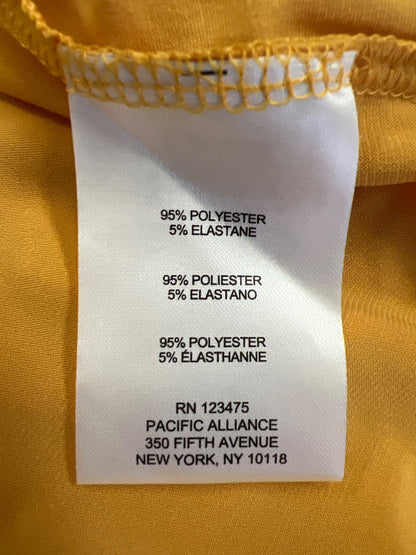 95% POLYESTER
5% ELASTANE
95% POLIESTER
5% ELASTANO
95% POLYESTER
5% ÉLASTHANNE
RN 123475
PACIFIC ALLIANCE
350 FIFTH AVENUE
NEW YORK, NY 10118